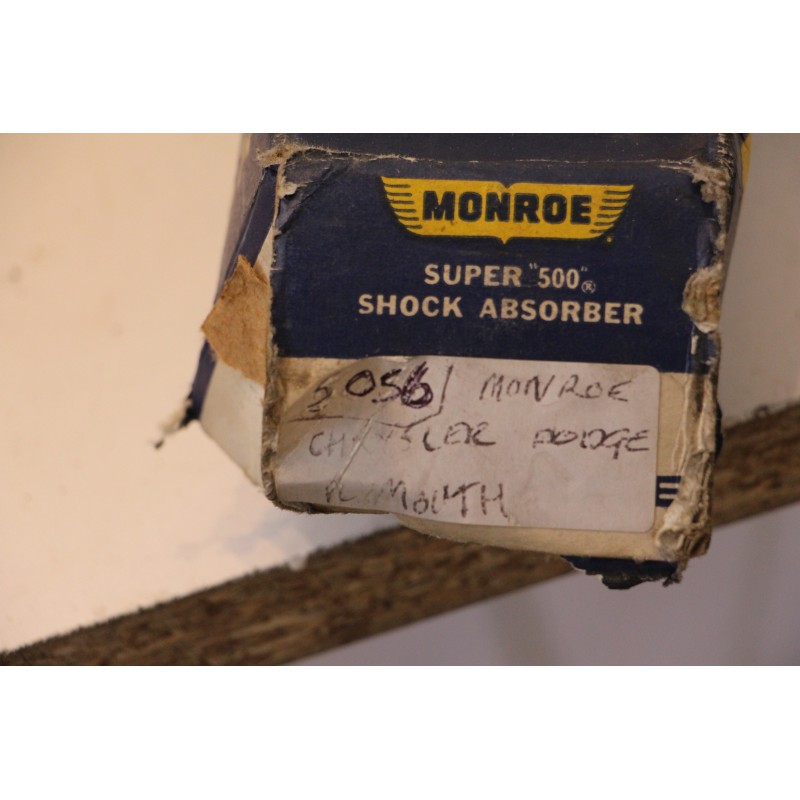 MONROE
SUPER "500"®
SHOCK ABSORBER
5056 / MONROE
CHRYSLER DODGE
PLYMOUTH
E